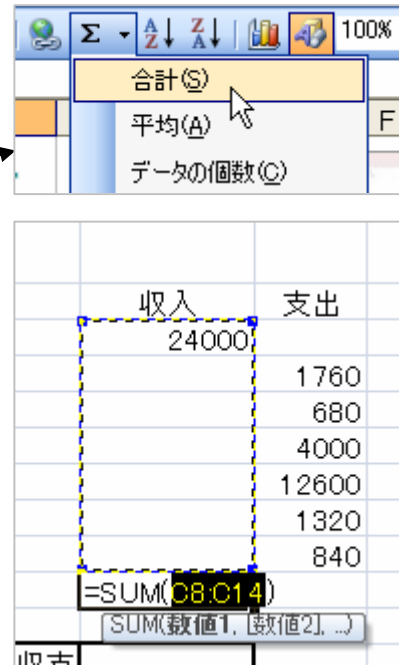 Σ A Z Z A 100%
合計(S)
平均(A) F
データの個数(C)
収入 支出
24000
1760
680
4000
12600
1320
840
=SUM(C8:C14)
SUM(数値1, [数値2], ...)
収支